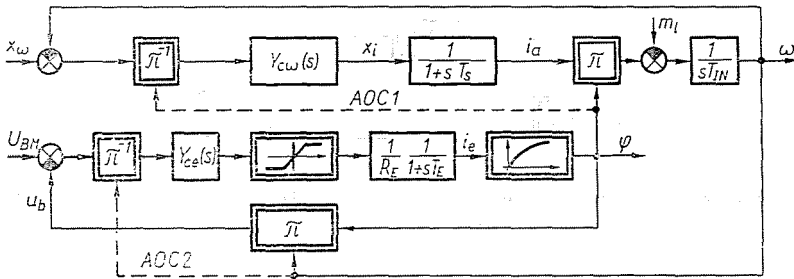 x_ω
π⁻¹
Y_cω(s)
x_i
1
1+s T_s
i_a
π
m_l
1
sT_IN
ω
AOC1
U_BM
π⁻¹
Y_ce(s)
1
R_E
1
1+sT_E
i_e
φ
u_b
π
AOC2